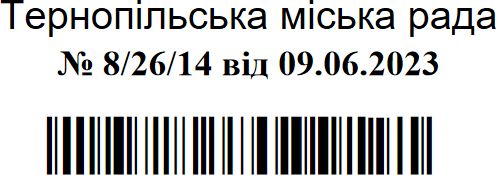 Тернопільська міська рада
№ 8/26/14 від 09.06.2023